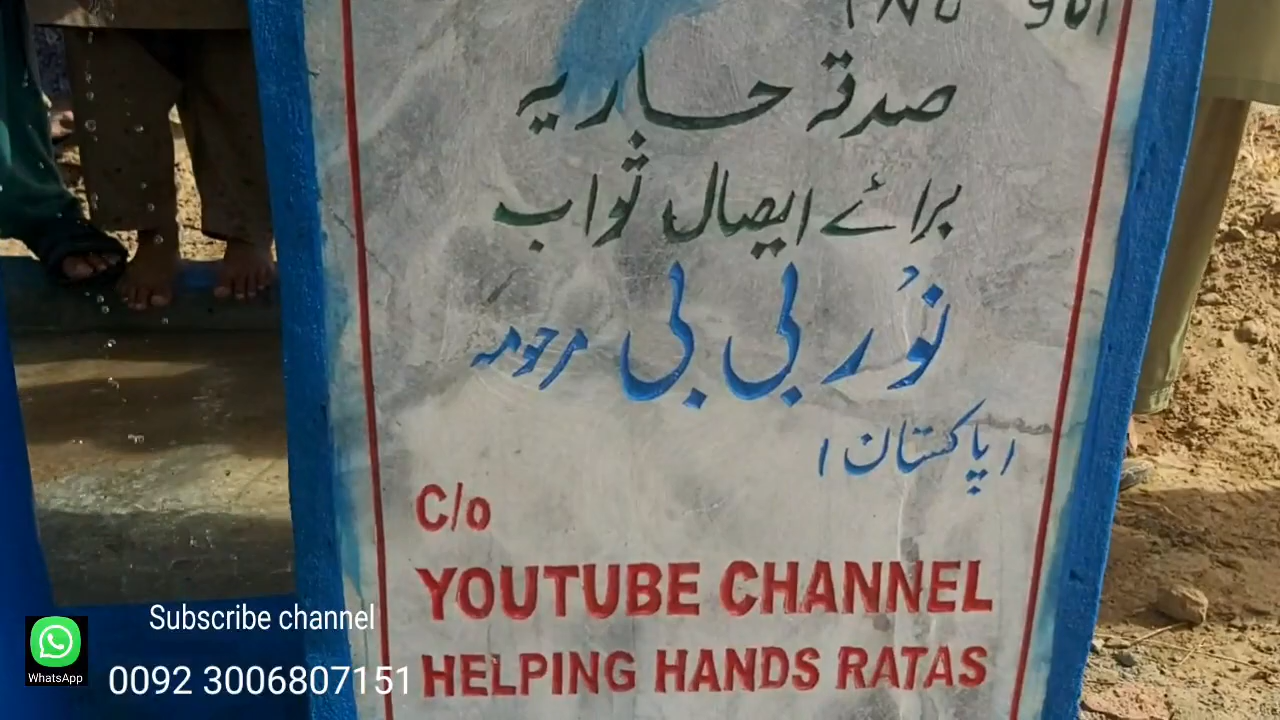 صدقہ جاریہ
برائے ایصال ثواب
نور بی بی مرحومہ
(پاکستان)
C/o
YOUTUBE CHANNEL
HELPING HANDS RATAS
Subscribe channel
WhatsApp
0092 3006807151